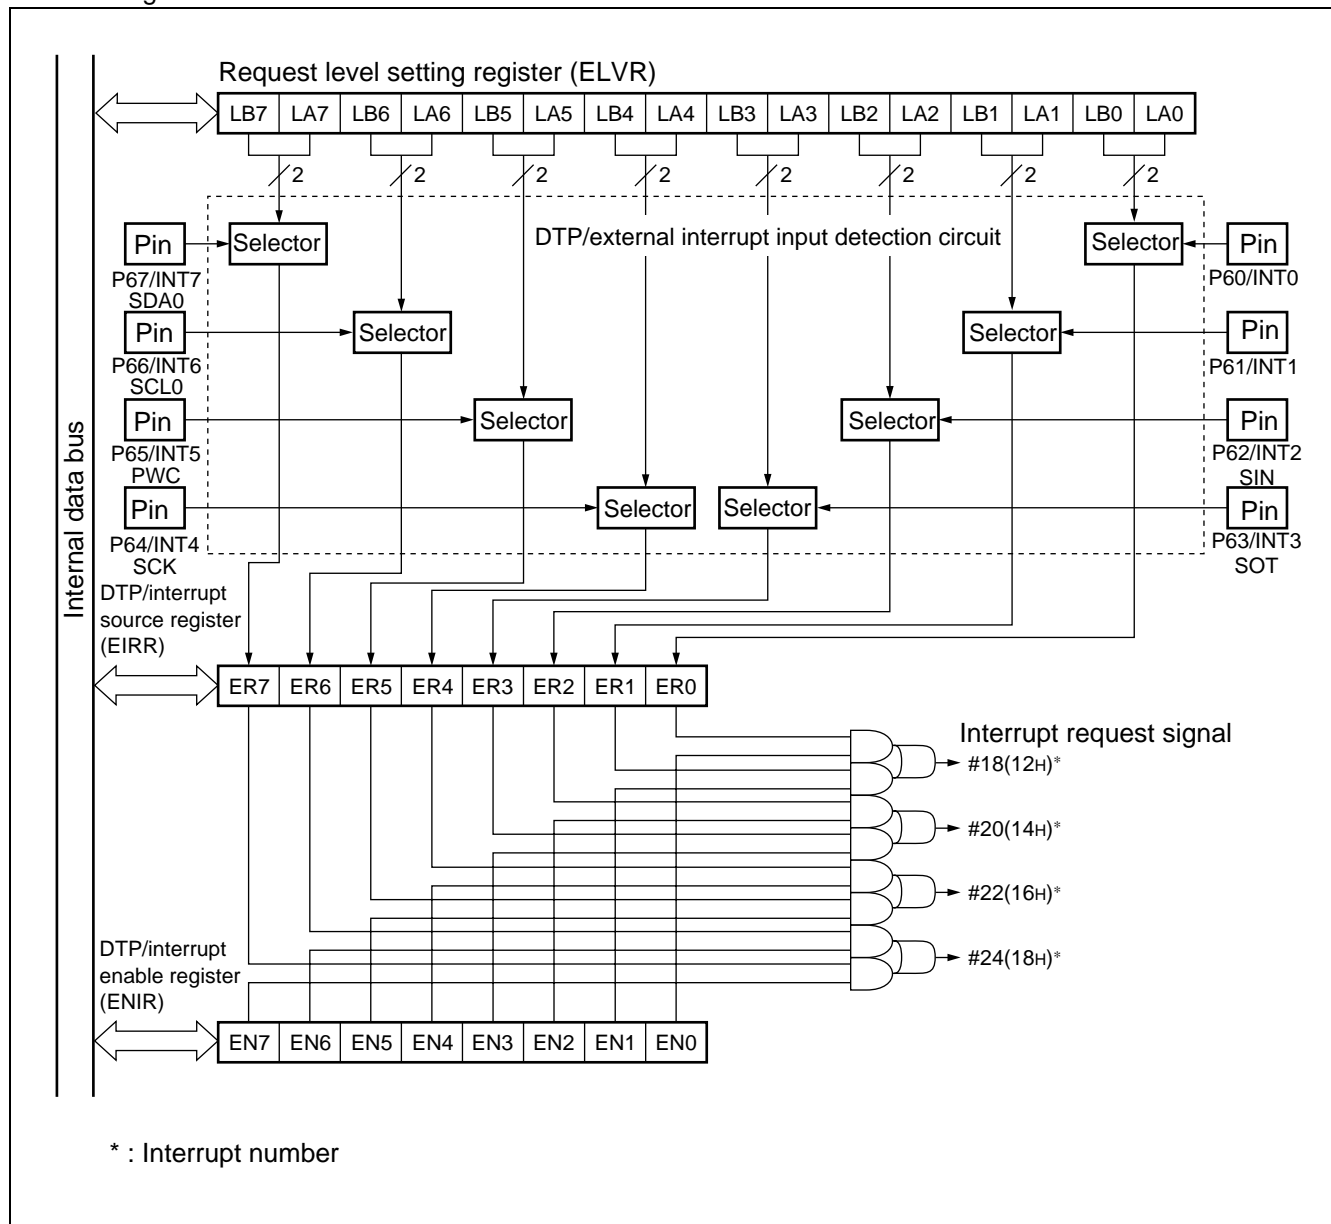 Request level setting register (ELVR)
LB7 LA7 LB6 LA6 LB5 LA5 LB4 LA4 LB3 LA3 LB2 LA2 LB1 LA1 LB0 LA0
2 2 2 2 2 2 2 2
DTP/external interrupt input detection circuit
Pin Selector Selector Pin
P67/INT7 P60/INT0
SDA0
Pin Selector Selector Pin
P66/INT6 P61/INT1
SCL0
Pin Selector Selector Pin
P65/INT5 P62/INT2
PWC SIN
Pin Selector Selector Pin
P64/INT4 P63/INT3
SCK SOT
Internal data bus
DTP/interrupt
source register
(EIRR)
ER7 ER6 ER5 ER4 ER3 ER2 ER1 ER0
Interrupt request signal
#18(12H)*
#20(14H)*
#22(16H)*
#24(18H)*
DTP/interrupt
enable register
(ENIR)
EN7 EN6 EN5 EN4 EN3 EN2 EN1 EN0
* : Interrupt number